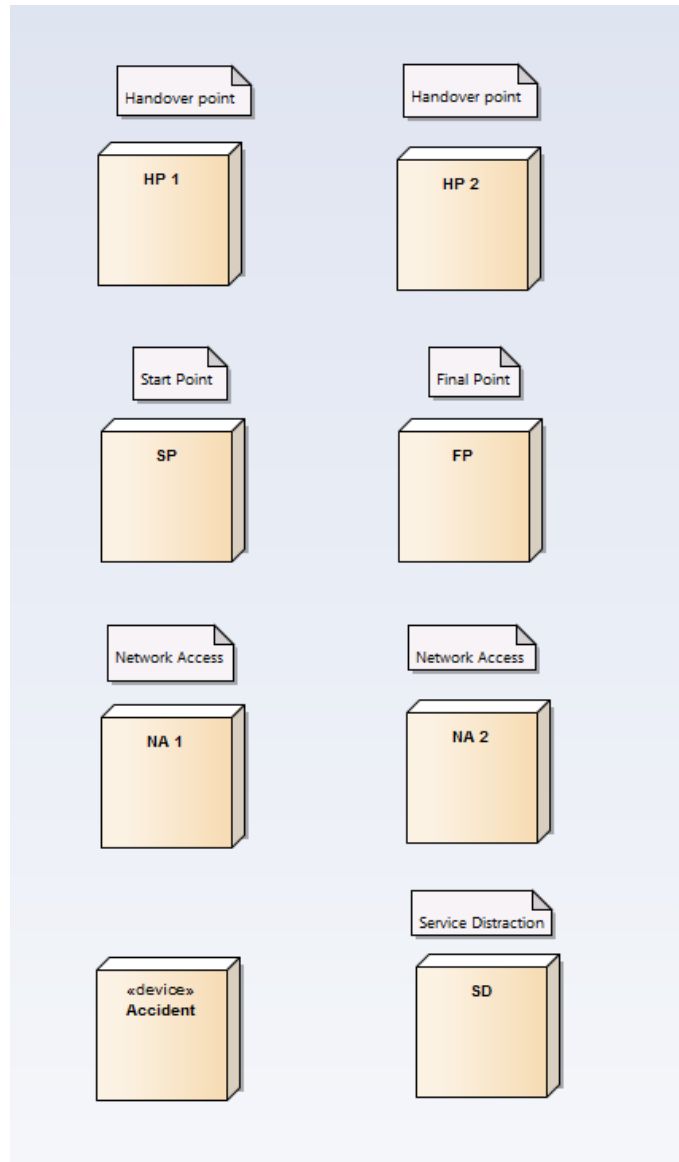 Handover point
Handover point
HP 1
HP 2
Start Point
Final Point
SP
FP
Network Access
Network Access
NA 1
NA 2
Service Distraction
«device»
Accident
SD